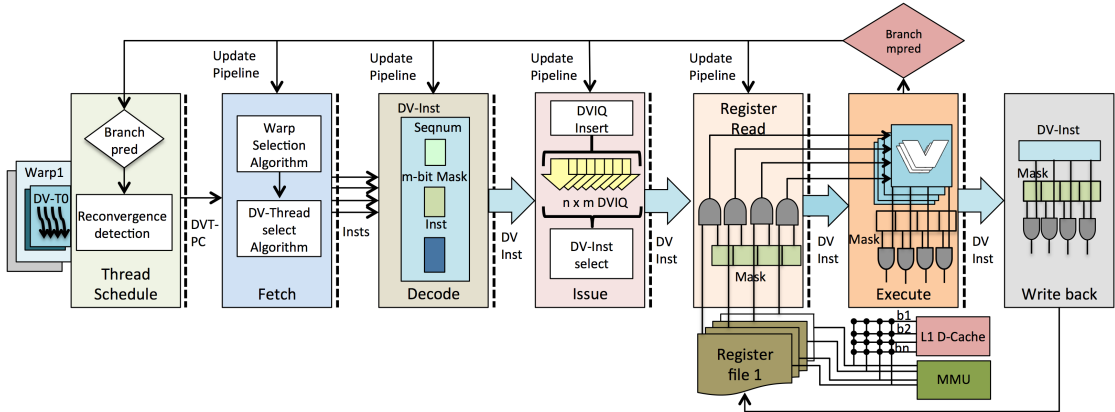 Branch
mpred
Update
Pipeline
Update
Pipeline
Update
Pipeline
Update
Pipeline
Warp1
DV-T0
Branch
pred
Reconvergence
detection
Thread
Schedule
DVT-
PC
Warp
Selection
Algorithm
DV-Thread
select
Algorithm
Fetch
Insts
DV-Inst
Seqnum
m-bit Mask
Inst
Decode
DV
Inst
DVIQ
Insert
n x m DVIQ
DV-Inst
select
Issue
DV
Inst
Register
Read
Mask
DV
Inst
Mask
Execute
DV
Inst
DV-Inst
Mask
Write back
Register
file 1
b1
b2
bn
L1 D-Cache
MMU